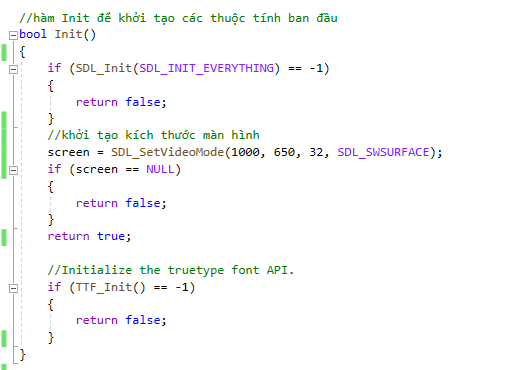 //hàm Init để khởi tạo các thuộc tính ban đầu
bool Init()
{
    if (SDL_Init(SDL_INIT_EVERYTHING) == -1)
    {
        return false;
    }
    //khởi tạo kích thước màn hình
    screen = SDL_SetVideoMode(1000, 650, 32, SDL_SWSURFACE);
    if (screen == NULL)
    {
        return false;
    }
    return true;

    //Initialize the truetype font API.
    if (TTF_Init() == -1)
    {
        return false;
    }
}